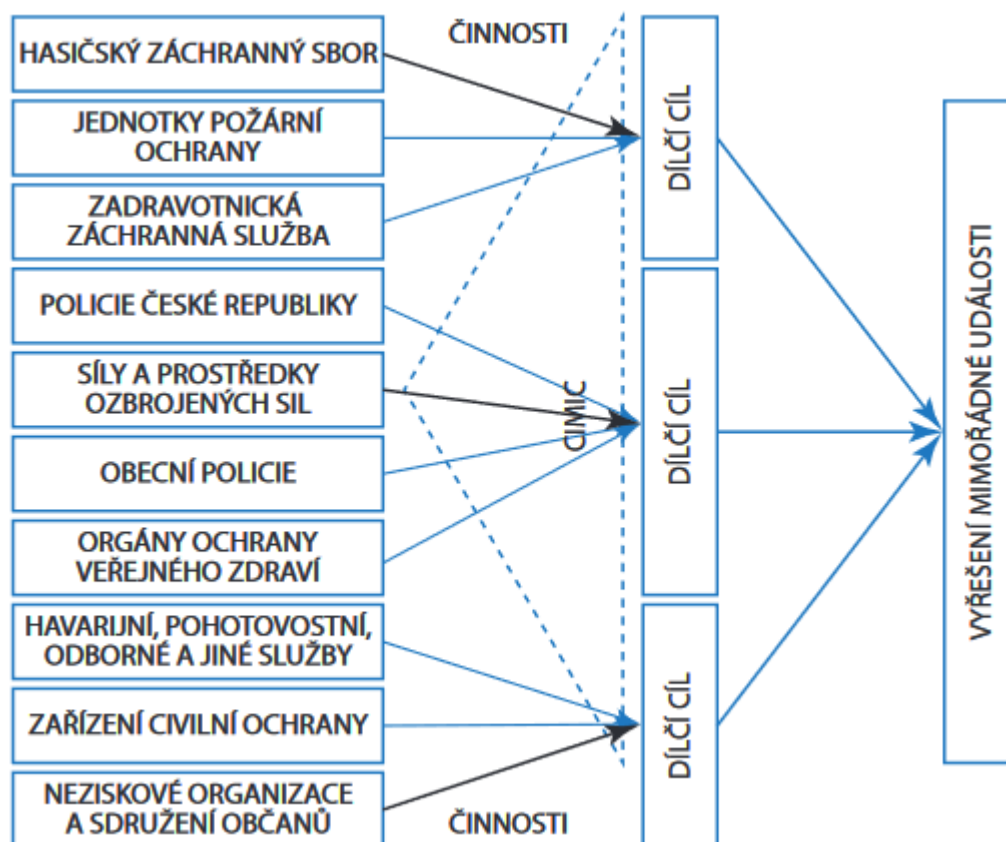 HASIČSKÝ ZÁCHRANNÝ SBOR
JEDNOTKY POŽÁRNÍ
OCHRANY
ZADRAVOTNICKÁ
ZÁCHRANNÁ SLUŽBA
POLICIE ČESKÉ REPUBLIKY
SÍLY A PROSTŘEDKY
OZBROJENÝCH SIL
OBECNÍ POLICIE
ORGÁNY OCHRANY
VEŘEJNÉHO ZDRAVÍ
HAVARIJNÍ, POHOTOVOSTNÍ,
ODBORNÉ A JINÉ SLUŽBY
ZAŘÍZENÍ CIVILNÍ OCHRANY
NEZISKOVÉ ORGANIZACE
A SDRUŽENÍ OBČANŮ
ČINNOSTI
CIMIC
ČINNOSTI
DÍLČÍ CÍL
DÍLČÍ CÍL
DÍLČÍ CÍL
VYŘEŠENÍ MIMOŘÁDNÉ UDÁLOSTI